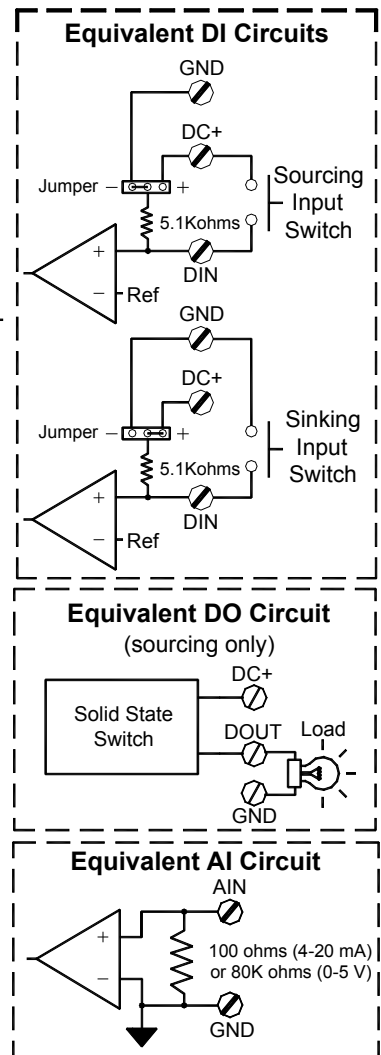 Equivalent DI Circuits
GND
DC+
Jumper – +
Sourcing
Input
Switch
5.1Kohms
+
DIN
– Ref
GND
DC+
Jumper – +
Sinking
Input
Switch
5.1Kohms
+
DIN
– Ref
Equivalent DO Circuit
(sourcing only)
DC+
Solid State
Switch
DOUT
Load
GND
Equivalent AI Circuit
AIN
+
100 ohms (4-20 mA)
or 80K ohms (0-5 V)
–
GND